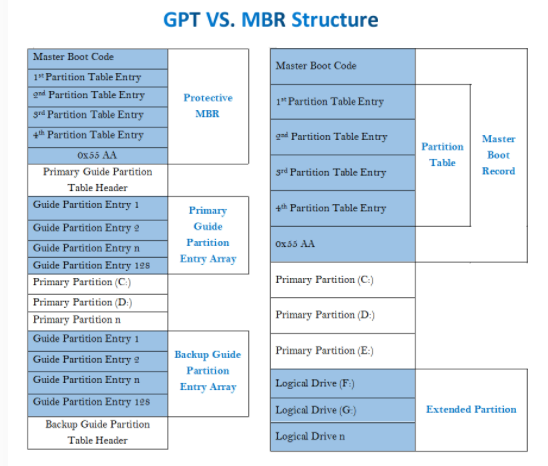 GPT VS. MBR Structure
Master Boot Code
1st Partition Table Entry
2nd Partition Table Entry
3rd Partition Table Entry
4th Partition Table Entry
0x55 AA
Protective
MBR
Primary Guide Partition
Table Header
Guide Partition Entry 1
Guide Partition Entry 2
Guide Partition Entry n
Guide Partition Entry 128
Primary
Guide
Partition
Entry Array
Primary Partition (C:)
Primary Partition (D:)
Primary Partition n
Guide Partition Entry 1
Guide Partition Entry 2
Guide Partition Entry n
Guide Partition Entry 128
Backup Guide
Partition
Entry Array
Backup Guide Partition
Table Header
Master Boot Code
1st Partition Table Entry
2nd Partition Table Entry
3rd Partition Table Entry
4th Partition Table Entry
0x55 AA
Partition
Table
Master
Boot
Record
Primary Partition (C:)
Primary Partition (D:)
Primary Partition (E:)
Logical Drive (F:)
Logical Drive (G:)
Logical Drive n
Extended Partition